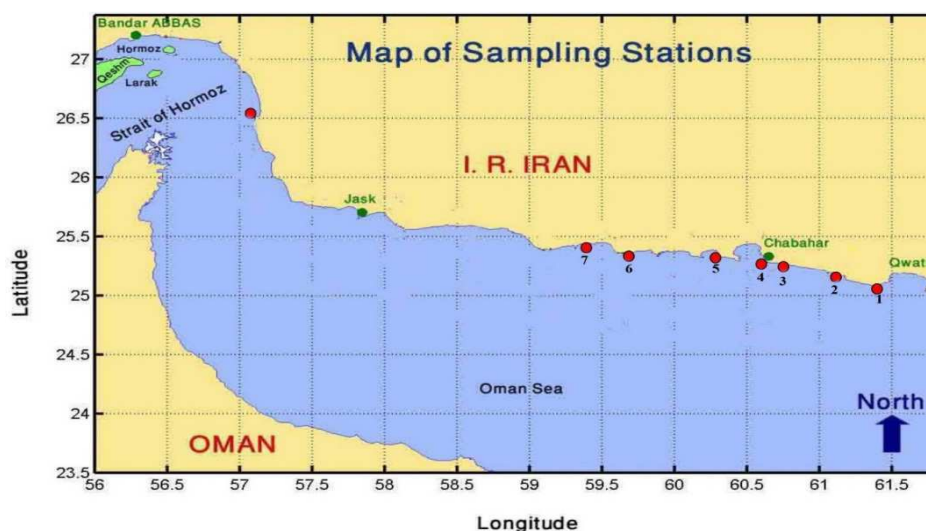 Bandar ABBAS
Map of Sampling Stations
Hormoz
Qeshm
Larak
Strait of Hormoz
I. R. IRAN
Jask
Chabahar
Qwat
7
6
5
4
3
2
1
Oman Sea
North
OMAN
Latitude
27
26.5
26
25.5
25
24.5
24
23.5
56 56.5 57 57.5 58 58.5 59 59.5 60 60.5 61 61.5
Longitude